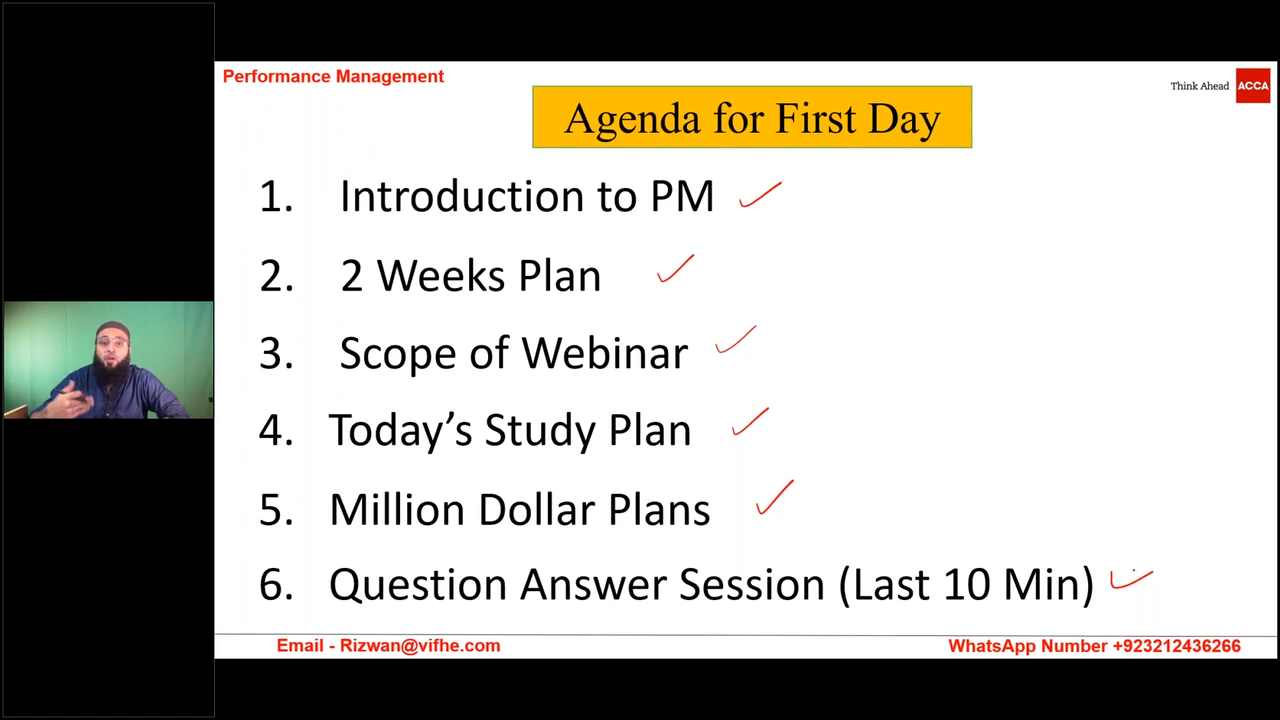 Performance Management
Think Ahead ACCA
Agenda for First Day
1. Introduction to PM
2. 2 Weeks Plan
3. Scope of Webinar
4. Today’s Study Plan
5. Million Dollar Plans
6. Question Answer Session (Last 10 Min)
Email - Rizwan@vifhe.com
WhatsApp Number +923212436266